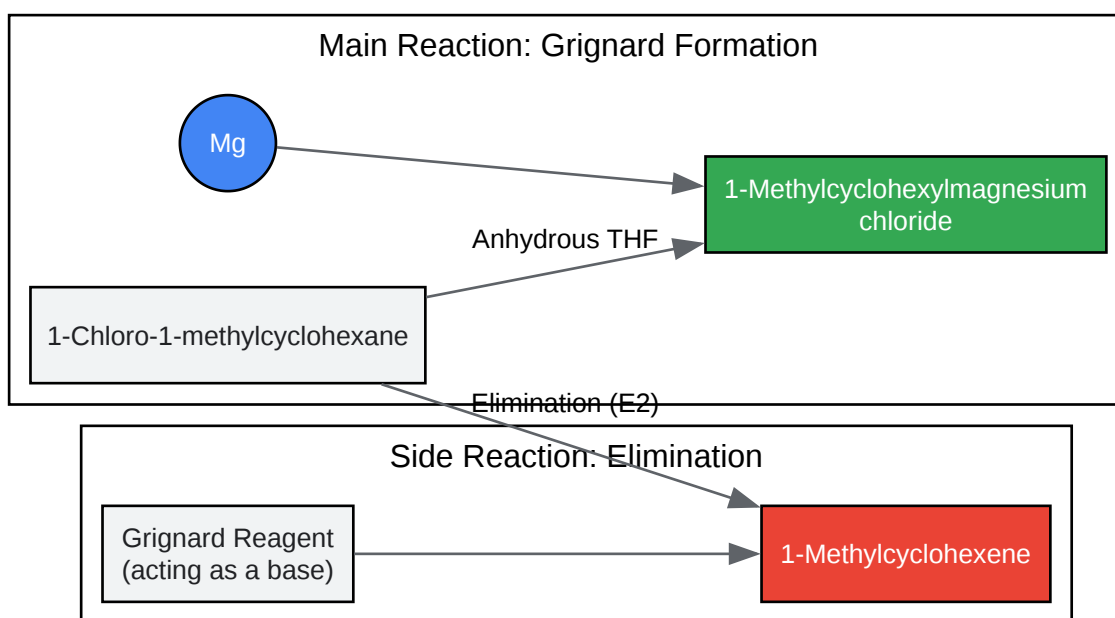 Main Reaction: Grignard Formation
Mg
1-Methylcyclohexylmagnesium
chloride
Anhydrous THF
1-Chloro-1-methylcyclohexane
Elimination (E2)
Side Reaction: Elimination
Grignard Reagent
(acting as a base)
1-Methylcyclohexene